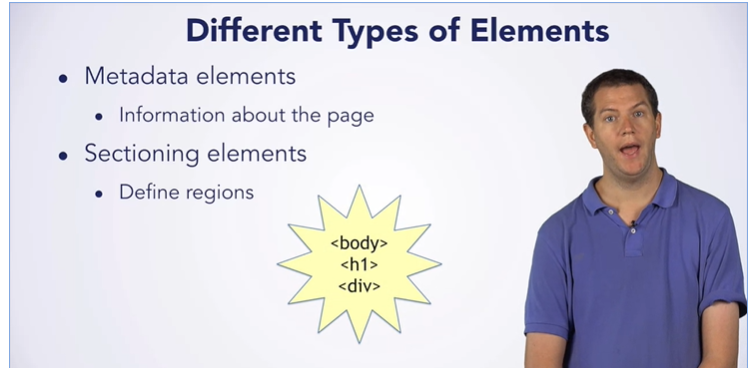 Different Types of Elements
• Metadata elements
• Information about the page
• Sectioning elements
• Define regions
<body>
<h1>
<div>